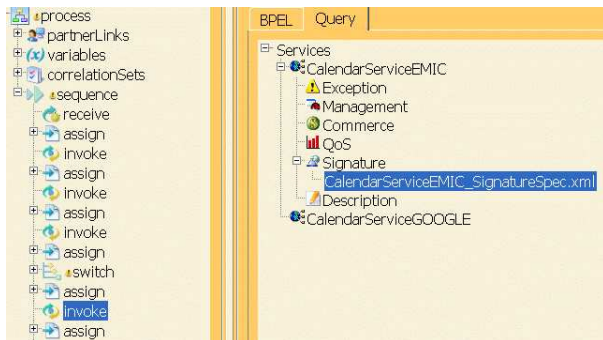 process
partnerLinks
(x) variables
correlationSets
sequence
receive
assign
invoke
assign
invoke
assign
invoke
assign
switch
assign
invoke
assign
BPEL Query
Services
CalendarServiceEMIC
Exception
Management
Commerce
QoS
Signature
CalendarServiceEMIC_SignatureSpec.xml
Description
CalendarServiceGOOGLE